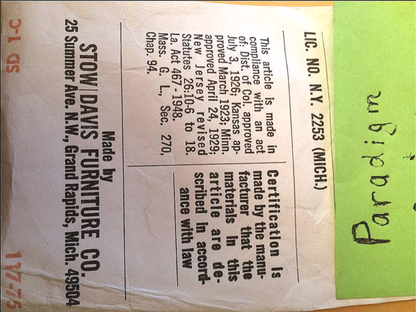 LIC. NO. N.Y. 2253 (MICH.)
This article is made in
compliance with an act
of: Dist. of Col. approved
July 3, 1926; Kansas ap-
proved March 1923; Minn.
approved April 24, 1929;
New Jersey revised
Statutes 26:10-6 to 18.
La. Act 467-1948.
Mass. G. L., Sec. 270,
Chap. 94.
Certification is
made by the manu-
facturer that the
materials in this
article are de-
scribed in accord-
ance with law
Made by
STOW/DAVIS FURNITURE CO.
25 Summer Ave. N.W., Grand Rapids, Mich. 49504
SD 1-C
Paradigm